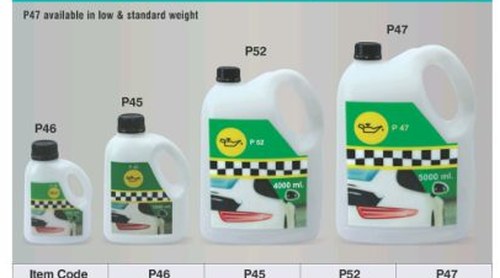 P47 available in low & standard weight
P47
P52
P45
P46
P 47
P 52
5000 ml.
4000 ml.
Item Code P46 P45 P52 P47